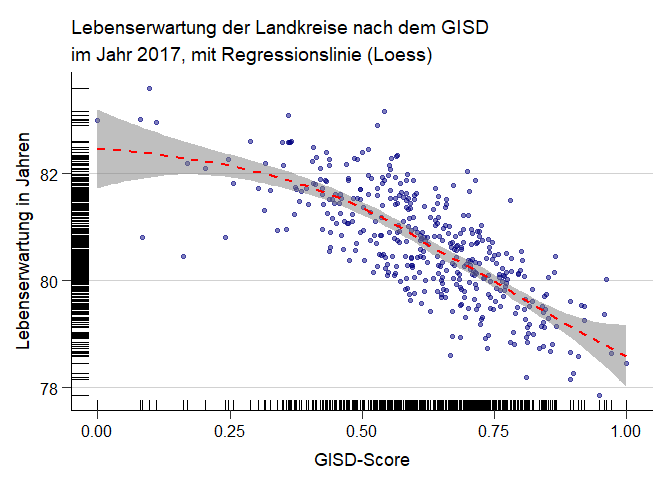 Lebenserwartung der Landkreise nach dem GISD
im Jahr 2017, mit Regressionslinie (Loess)
Lebenserwartung in Jahren
82
80
78
0.00 0.25 0.50 0.75 1.00
GISD-Score